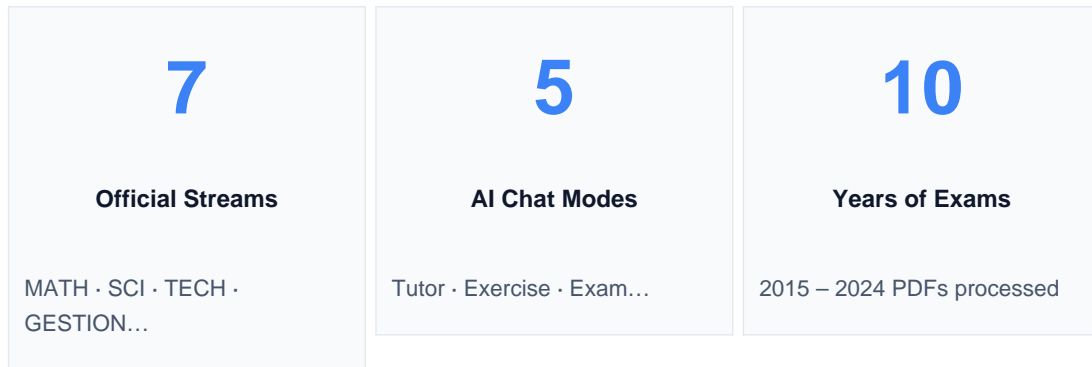 7
Official Streams
MATH · SCI · TECH ·
GESTION…
5
AI Chat Modes
Tutor · Exercise · Exam…
10
Years of Exams
2015 – 2024 PDFs processed